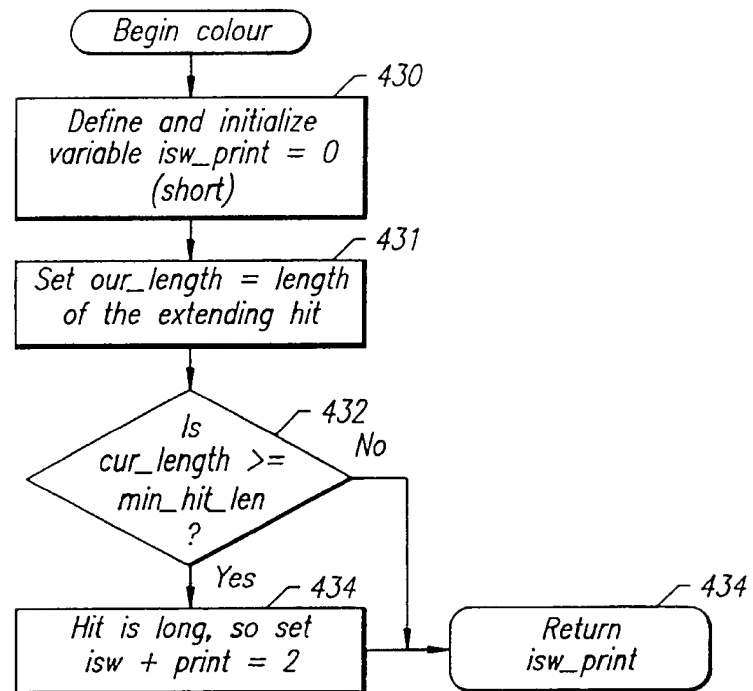 Begin colour
430
Define and initialize
variable isw_print = 0
(short)
431
Set our_length = length
of the extending hit
432
Is
cur_length >=
min_hit_len
?
No
Yes
434
Hit is long, so set
isw + print = 2
434
Return
isw_print